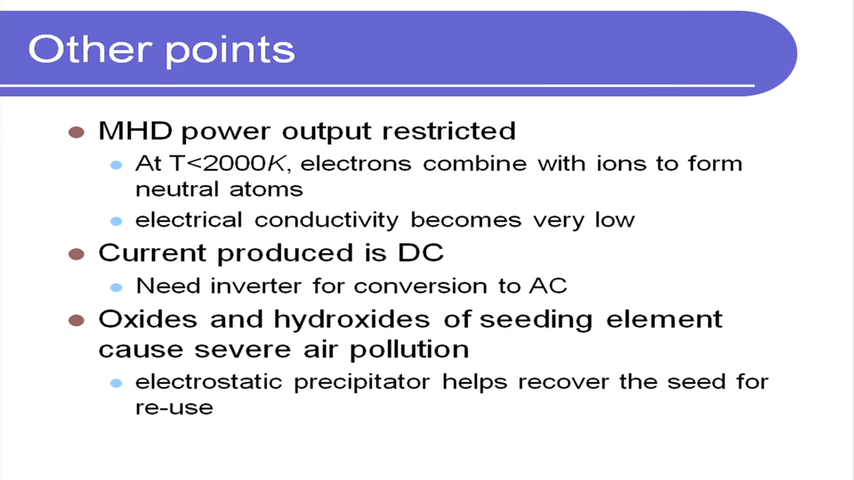 Other points
MHD power output restricted
At T<2000K, electrons combine with ions to form
neutral atoms
electrical conductivity becomes very low
Current produced is DC
Need inverter for conversion to AC
Oxides and hydroxides of seeding element
cause severe air pollution
electrostatic precipitator helps recover the seed for
re-use